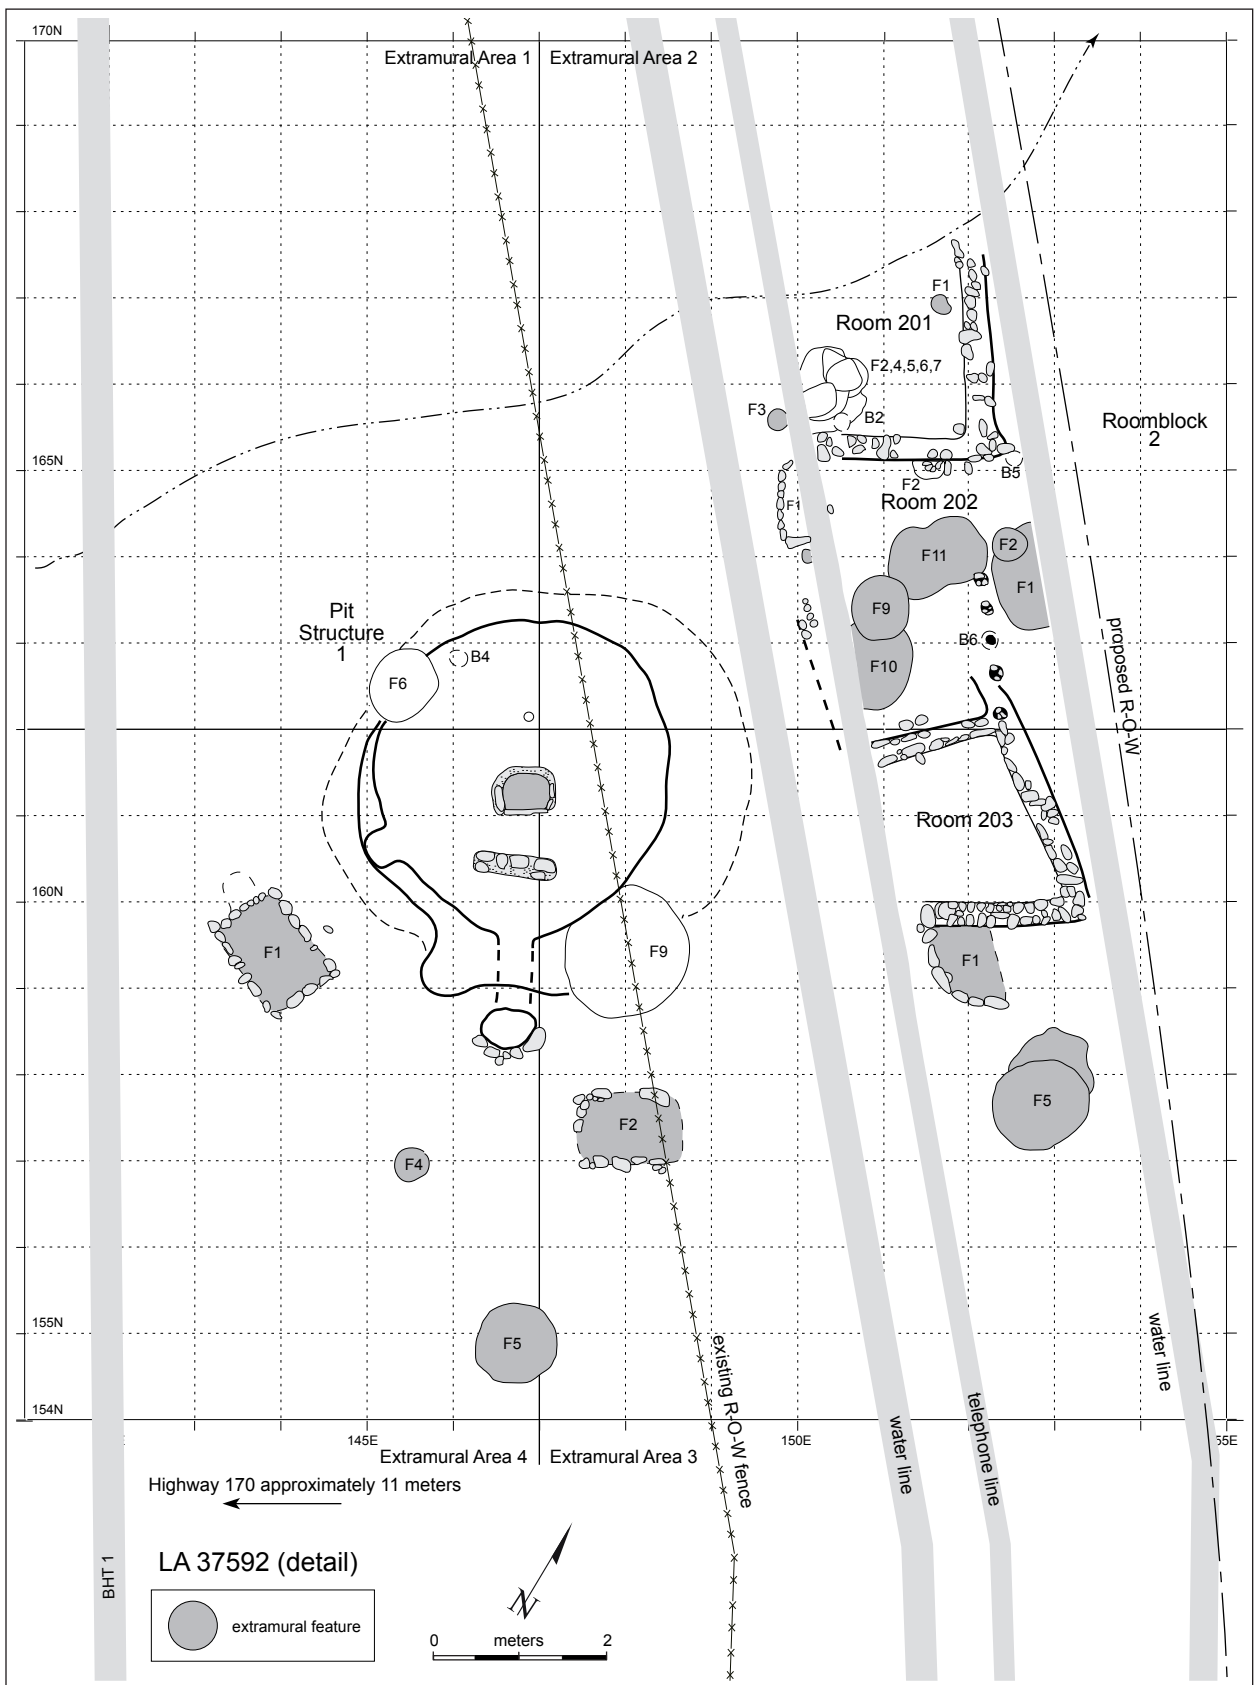 170N
Extramural Area 1
Extramural Area 2
F1
Room 201
F2,4,5,6,7
F3
B2
Roomblock
2
165N
B5
F2
Room 202
F1
F2
F11
F1
F9
Pit
Structure
1
B6
B4
F10
F6
proposed R-O-W
Room 203
160N
F1
F9
F1
F5
F2
F4
155N
F5
existing R-O-W fence
water line
154N
telephone line
water line
145E
150E
55E
Extramural Area 4
Extramural Area 3
Highway 170 approximately 11 meters
BHT 1
LA 37592 (detail)
N
extramural feature
0
meters
2